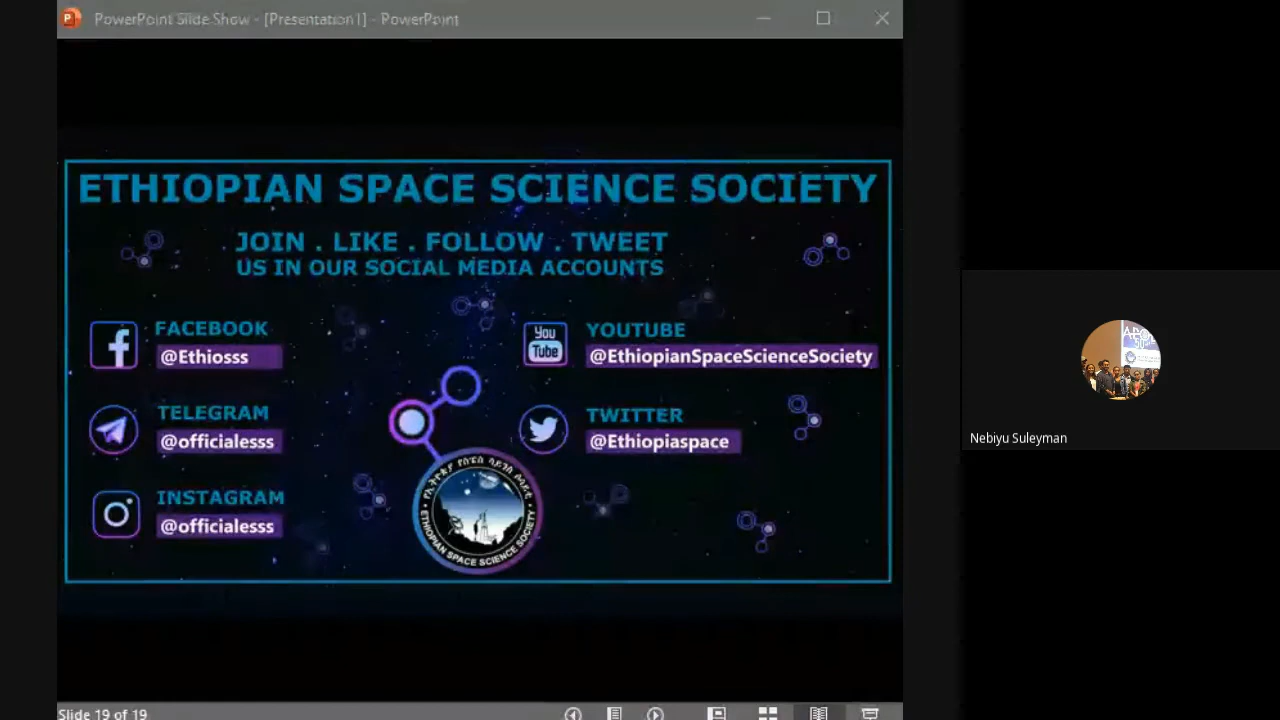 PowerPoint Slide Show - [Presentation1] - PowerPoint
ETHIOPIAN SPACE SCIENCE SOCIETY
JOIN . LIKE . FOLLOW . TWEET
US IN OUR SOCIAL MEDIA ACCOUNTS
FACEBOOK
@Ethiosss
TELEGRAM
@officialesss
INSTAGRAM
@officialesss
You
Tube
YOUTUBE
@EthiopianSpaceScienceSociety
TWITTER
@Ethiopiaspace
ETHIOPIAN SPACE SCIENCE SOCIETY
Nebiyu Suleyman
Slide 19 of 19